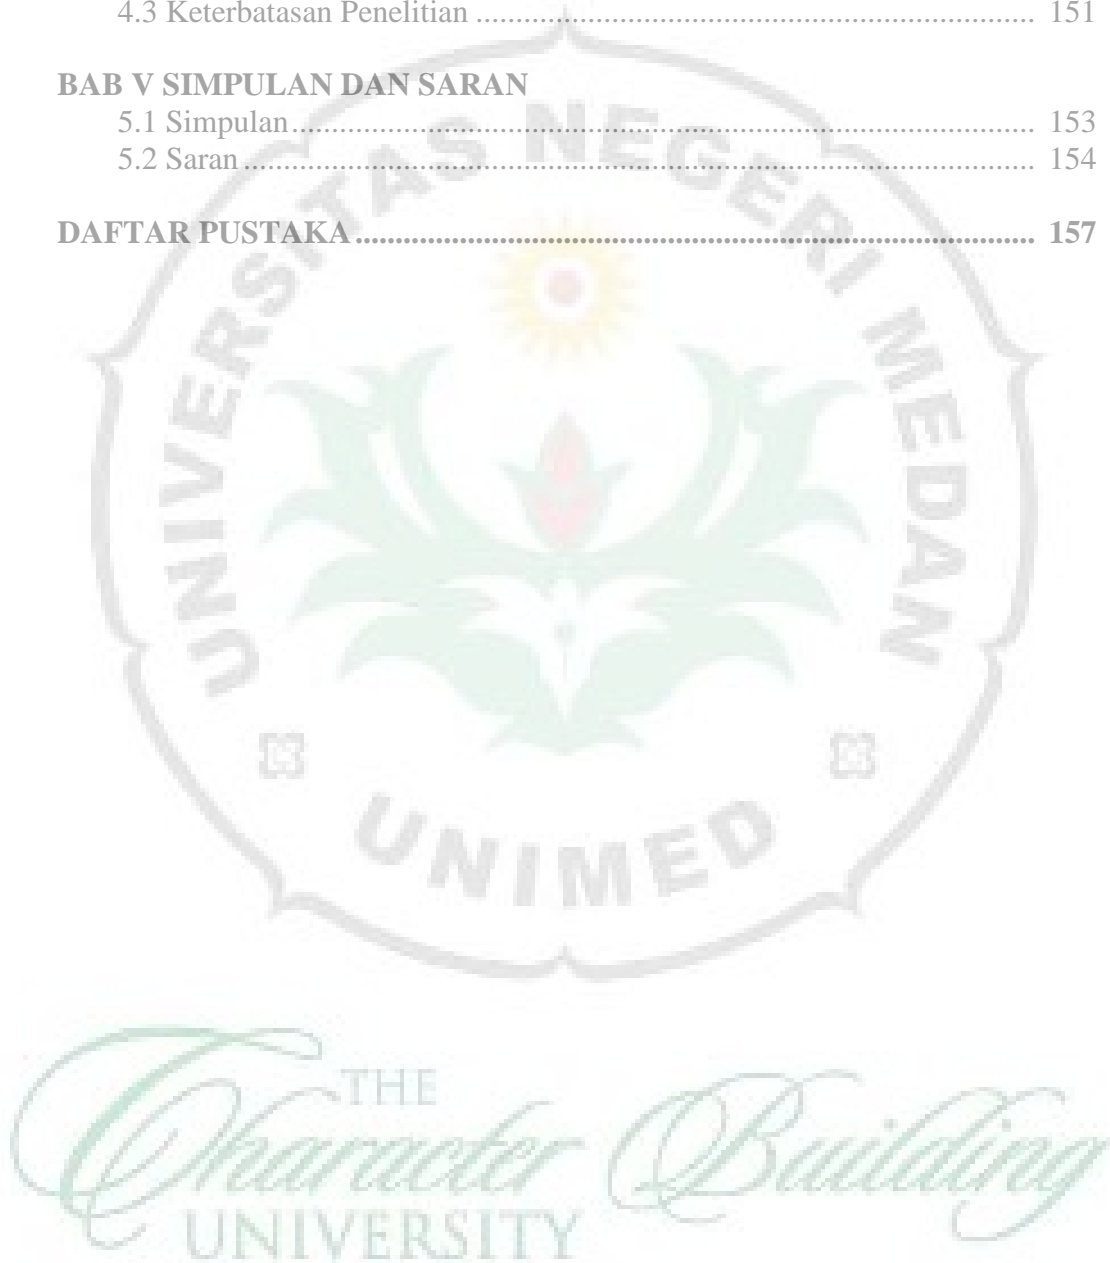 4.3 Keterbatasan Penelitian ........................................................................ 151
BAB V SIMPULAN DAN SARAN
5.1 Simpulan ................................................................................................ 153
5.2 Saran ...................................................................................................... 154
DAFTAR PUSTAKA ....................................................................................... 157
UNIVERSITAS NEGERI MEDAN
UNIMED
THE
Character Building
UNIVERSITY